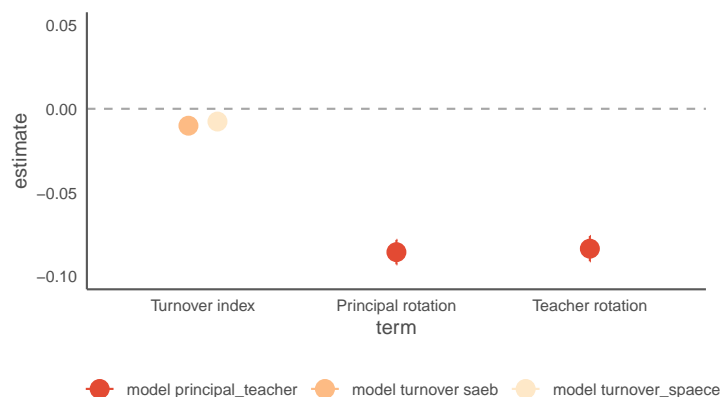 0.05
0.00
−0.05
−0.10
estimate
Turnover index
Principal rotation
Teacher rotation
term
model principal_teacher
model turnover saeb
model turnover_spaece